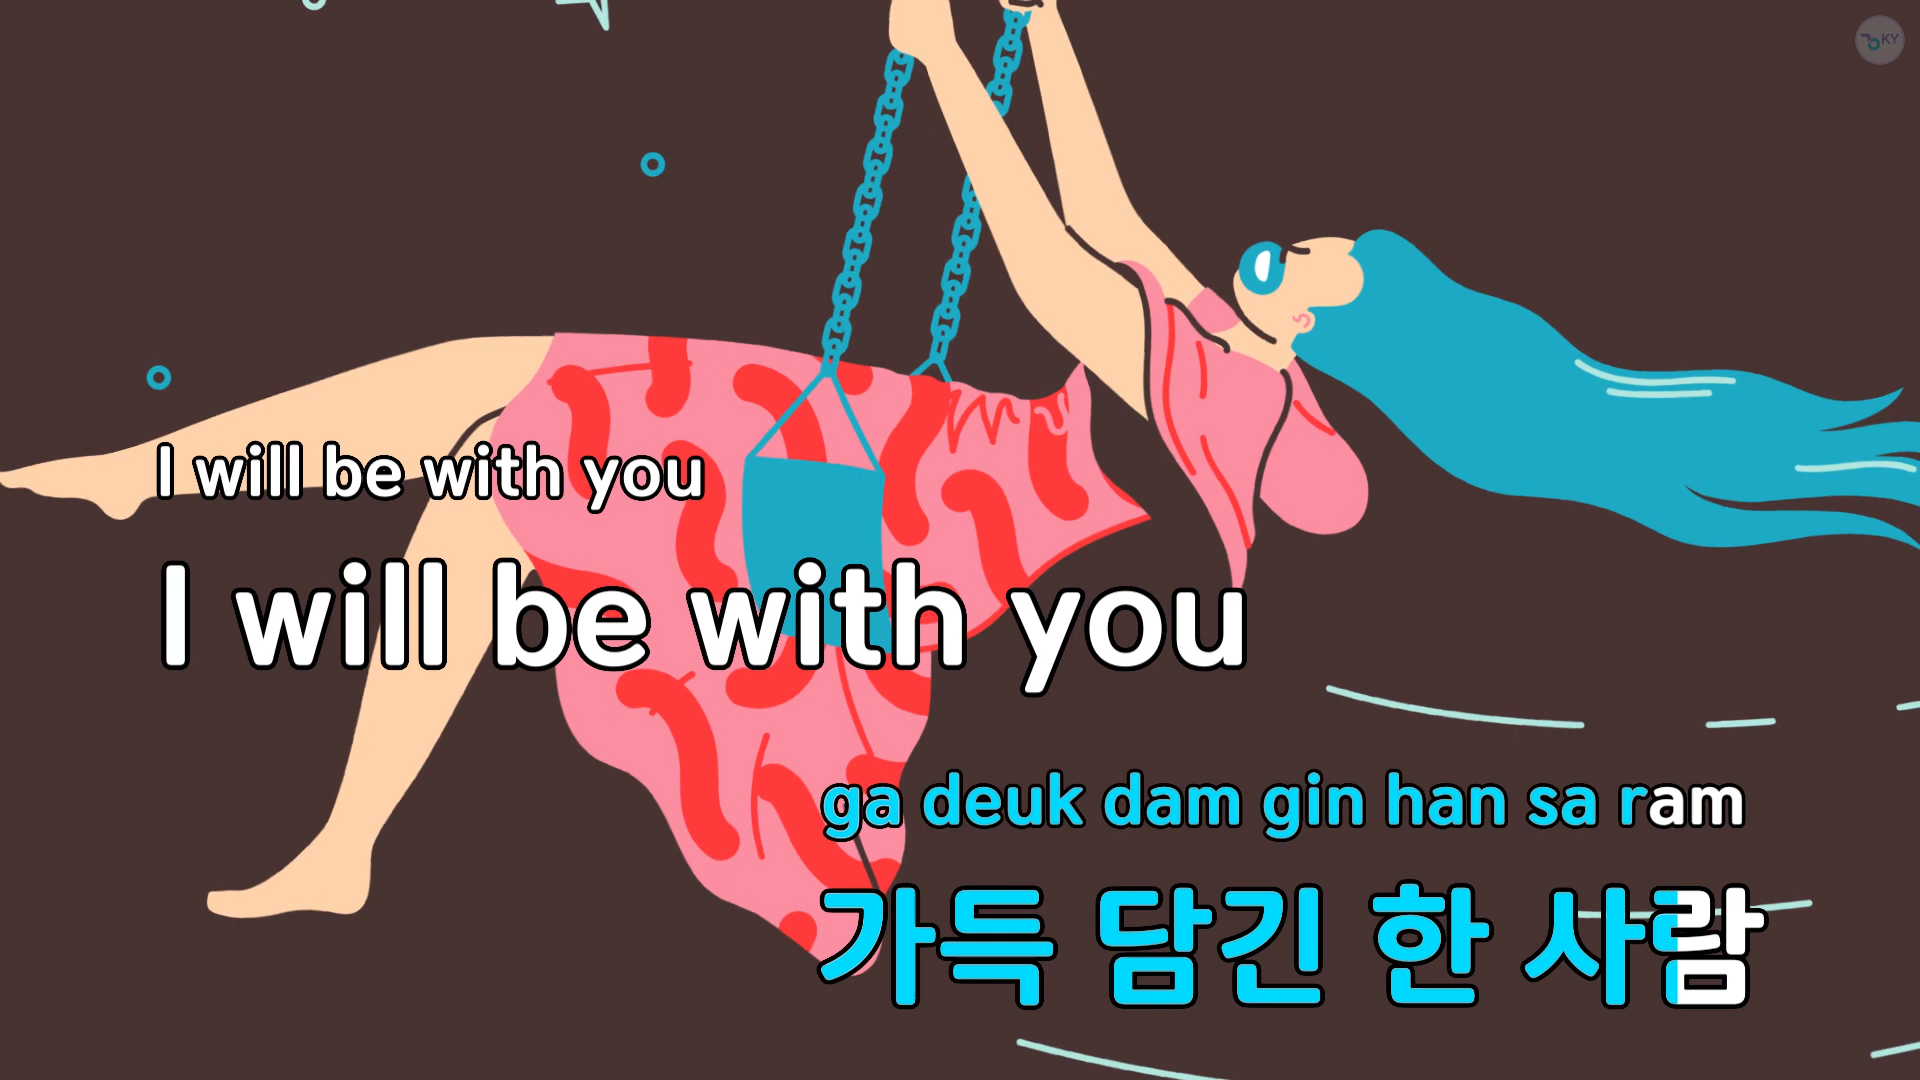 KY
I will be with you
I will be with you
ga deuk dam gin han sa ram
가득 담긴 한 사람